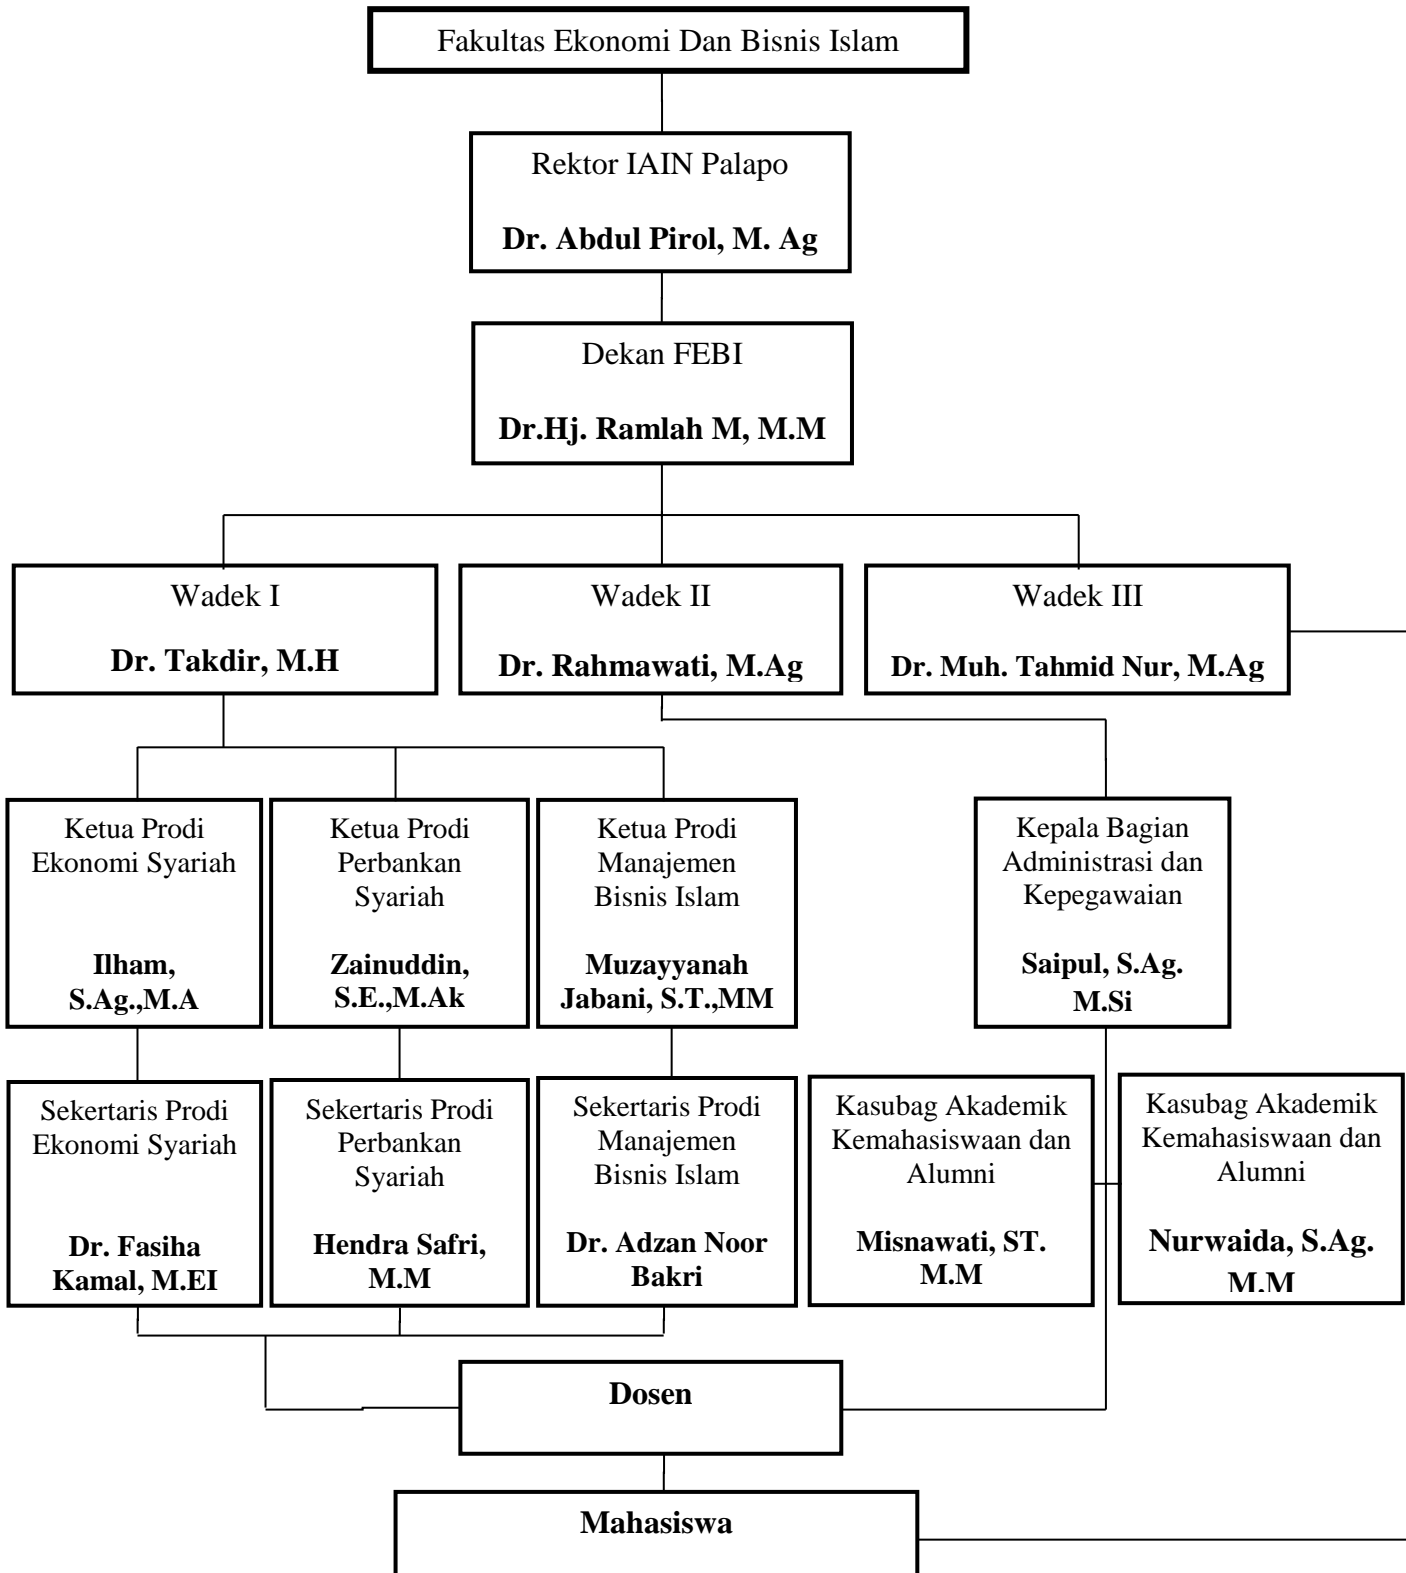 Fakultas Ekonomi Dan Bisnis Islam
Rektor IAIN Palapo
Dr. Abdul Pirol, M. Ag
Dekan FEBI
Dr.Hj. Ramlah M, M.M
Wadek I
Dr. Takdir, M.H
Wadek II
Dr. Rahmawati, M.Ag
Wadek III
Dr. Muh. Tahmid Nur, M.Ag
Ketua Prodi
Ekonomi Syariah
Ilham,
S.Ag.,M.A
Ketua Prodi
Perbankan
Syariah
Zainuddin,
S.E.,M.Ak
Ketua Prodi
Manajemen
Bisnis Islam
Muzayyanah
Jabani, S.T.,MM
Kepala Bagian
Administrasi dan
Kepegawaian
Saipul, S.Ag.
M.Si
Sekertaris Prodi
Ekonomi Syariah
Dr. Fasiha
Kamal, M.EI
Sekertaris Prodi
Perbankan
Syariah
Hendra Safri,
M.M
Sekertaris Prodi
Manajemen
Bisnis Islam
Dr. Adzan Noor
Bakri
Kasubag Akademik
Kemahasiswaan dan
Alumni
Misnawati, ST.
M.M
Kasubag Akademik
Kemahasiswaan dan
Alumni
Nurwaida, S.Ag.
M.M
Dosen
Mahasiswa